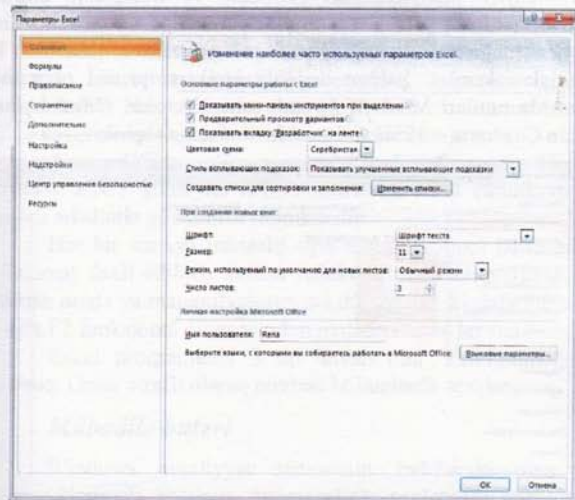 Параметры Excel
Основные
Формулы
Правописание
Сохранение
Дополнительно
Настройка
Надстройки
Центр управления безопасностью
Ресурсы
Изменение наиболее часто используемых параметров Excel.
Основные параметры работы с Excel
Показывать мини-панель инструментов при выделении
Предварительный просмотр вариантов
Показывать вкладку "Разработчик" на ленте
Цветовая схема: Серебристая
Стиль всплывающих подсказок: Показывать улучшенные всплывающие подсказки
Создавать списки для сортировки и заполнения: Изменить списки...
При создании новых книг
Шрифт: Шрифт текста
Размер: 11
Режим, используемый по умолчанию для новых листов: Обычный режим
Число листов: 3
Личная настройка Microsoft Office
Имя пользователя:
Выберите языки, с которыми вы собираетесь работать в Microsoft Office: Языковые параметры...
ОК Отмена